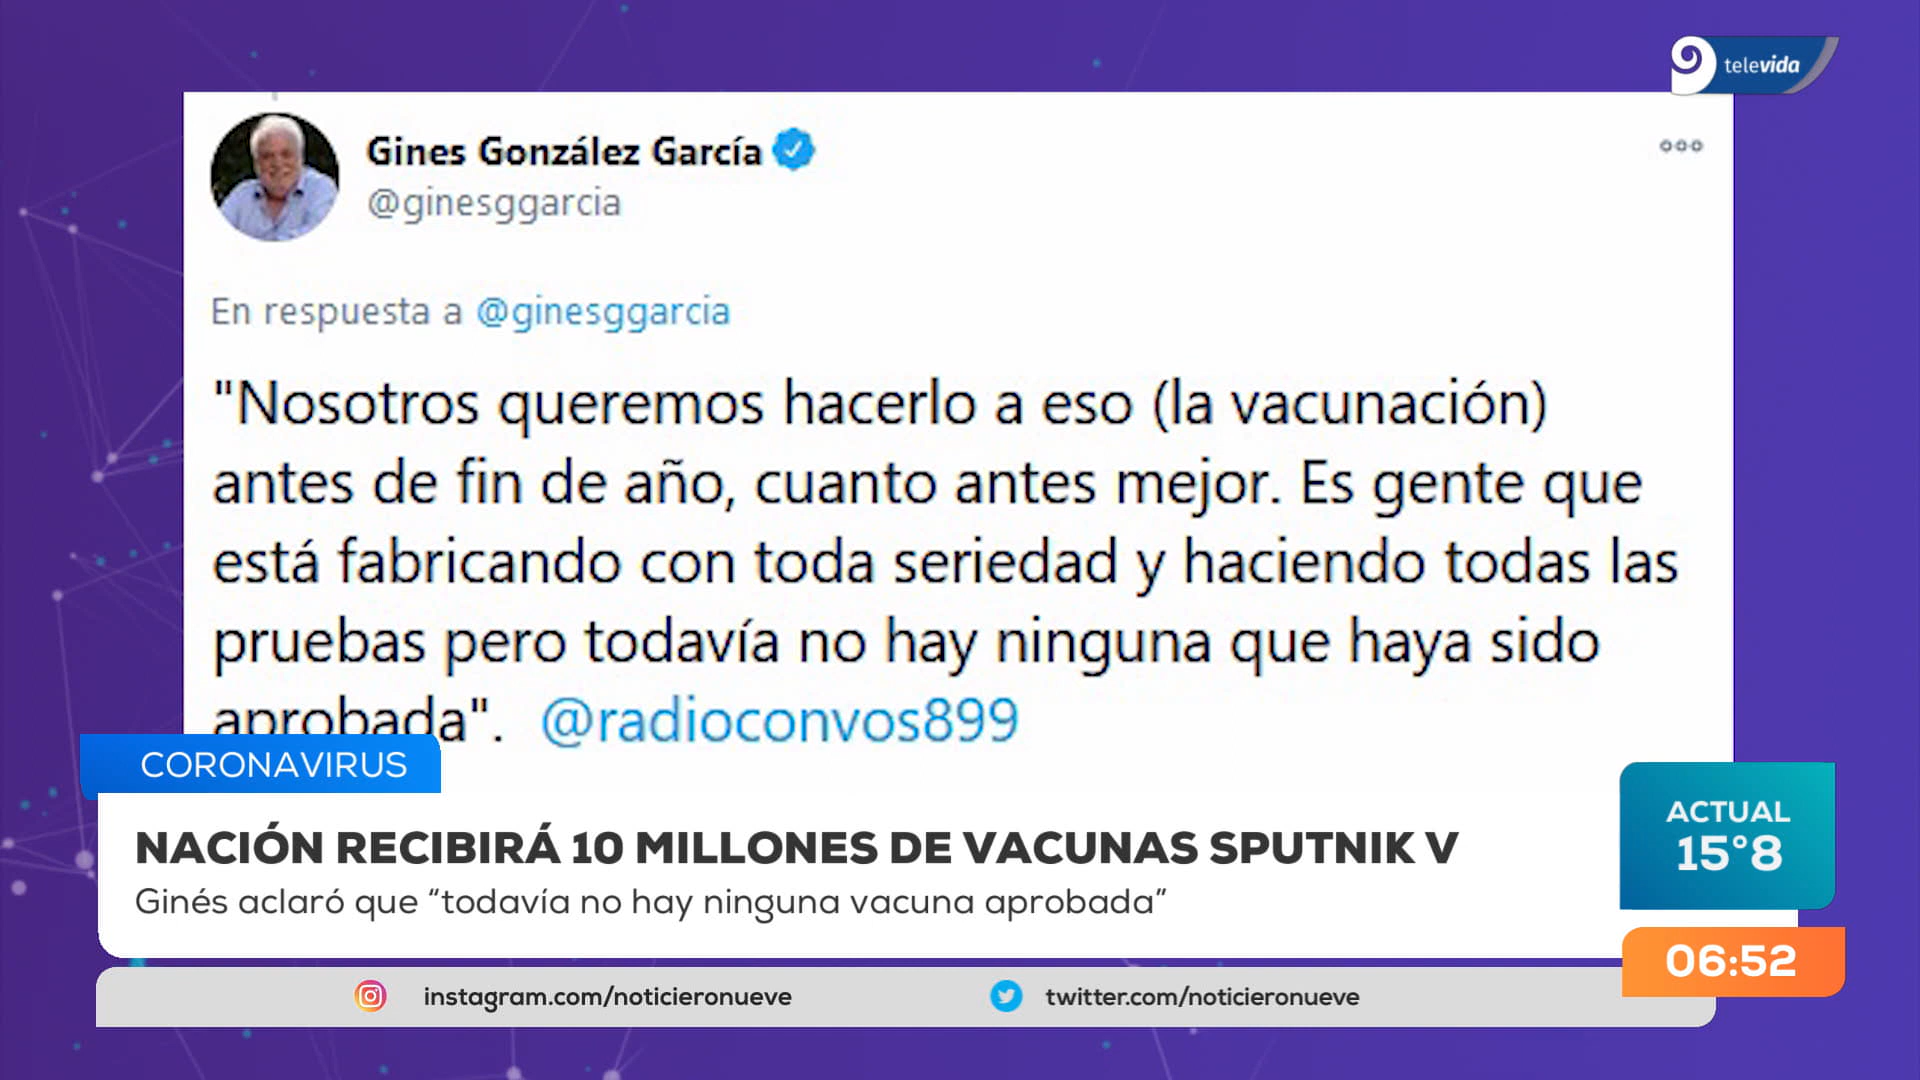 9 televida
Gines González García
@ginesggarcia
En respuesta a @ginesggarcia
"Nosotros queremos hacerlo a eso (la vacunación)
antes de fin de año, cuanto antes mejor. Es gente que
está fabricando con toda seriedad y haciendo todas las
pruebas pero todavía no hay ninguna que haya sido
aprobada". @radioconvos899
CORONAVIRUS
NACIÓN RECIBIRÁ 10 MILLONES DE VACUNAS SPUTNIK V
Ginés aclaró que “todavía no hay ninguna vacuna aprobada”
ACTUAL
15°8
06:52
instagram.com/noticieronueve
twitter.com/noticieronueve